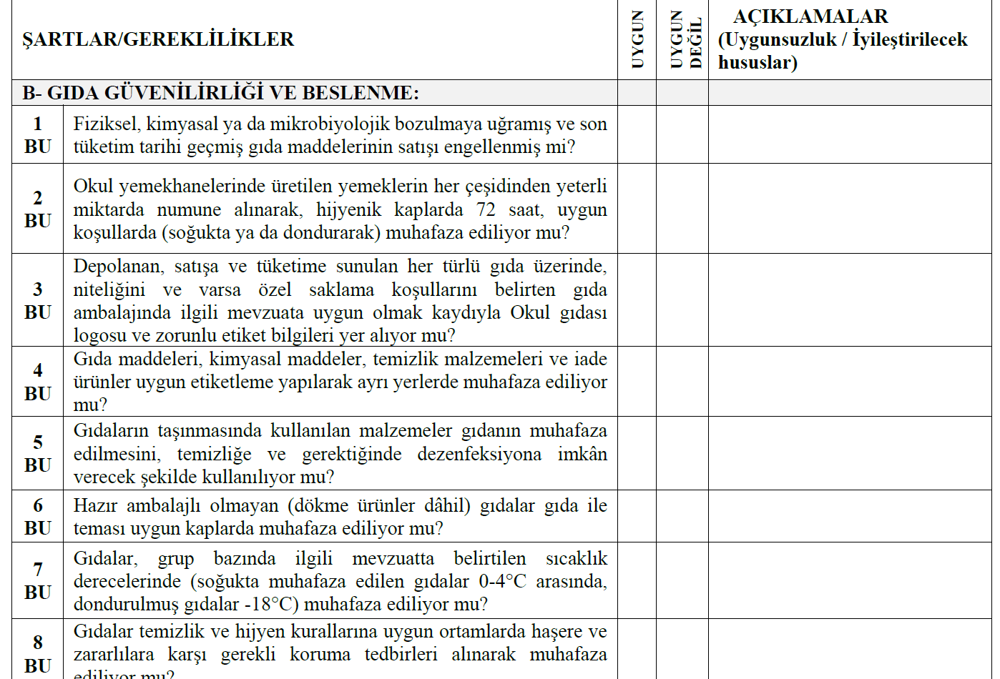 ŞARTLAR/GEREKLİLİKLER
UYGUN
UYGUN
DEĞİL
AÇIKLAMALAR
(Uygunsuzluk / İyileştirilecek
hususlar)
B- GIDA GÜVENİLİRLİĞİ VE BESLENME:
1
BU
Fiziksel, kimyasal ya da mikrobiyolojik bozulmaya uğramış ve son
tüketim tarihi geçmiş gıda maddelerinin satışı engellenmiş mi?
2
BU
Okul yemekhanelerinde üretilen yemeklerin her çeşidinden yeterli
miktarda numune alınarak, hijyenik kaplarda 72 saat, uygun
koşullarda (soğukta ya da dondurarak) muhafaza ediliyor mu?
3
BU
Depolanan, satışa ve tüketime sunulan her türlü gıda üzerinde,
niteliğini ve varsa özel saklama koşullarını belirten gıda
ambalajında ilgili mevzuata uygun olmak kaydıyla Okul gıdası
logosu ve zorunlu etiket bilgileri yer alıyor mu?
4
BU
Gıda maddeleri, kimyasal maddeler, temizlik malzemeleri ve iade
ürünler uygun etiketleme yapılarak ayrı yerlerde muhafaza ediliyor
mu?
5
BU
Gıdaların taşınmasında kullanılan malzemeler gıdanın muhafaza
edilmesini, temizliğe ve gerektiğinde dezenfeksiyona imkân
verecek şekilde kullanılıyor mu?
6
BU
Hazır ambalajlı olmayan (dökme ürünler dâhil) gıdalar gıda ile
teması uygun kaplarda muhafaza ediliyor mu?
7
BU
Gıdalar, grup bazında ilgili mevzuatta belirtilen sıcaklık
derecelerinde (soğukta muhafaza edilen gıdalar 0-4°C arasında,
dondurulmuş gıdalar -18°C) muhafaza ediliyor mu?
8
BU
Gıdalar temizlik ve hijyen kurallarına uygun ortamlarda haşere ve
zararlılara karşı gerekli koruma tedbirleri alınarak muhafaza
ediliyor mu?